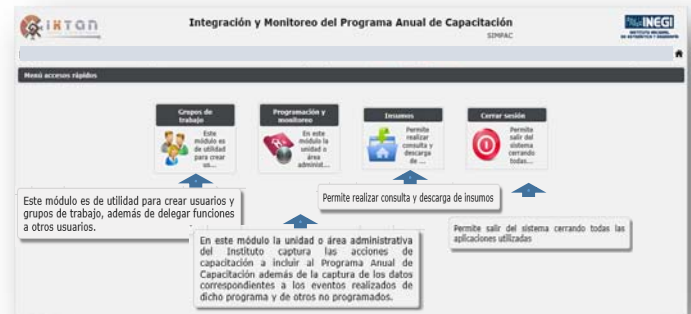 iKTan
Integración y Monitoreo del Programa Anual de Capacitación
SIMPAC
INEGI
INSTITUTO NACIONAL
DE ESTADÍSTICA Y GEOGRAFÍA
Menú accesos rápidos
Grupos de
trabajo
Este
módulo es
de utilidad
para crear
us...
Programación y
monitoreo
En este
módulo la
unidad o
área
administ...
Insumos
Permite
realizar
consulta y
descarga
de ...
Cerrar sesión
Permite
salir del
sistema
cerrando
todas...
Este módulo es de utilidad para crear usuarios y
grupos de trabajo, además de delegar funciones
a otros usuarios.
Permite realizar consulta y descarga de insumos
Permite salir del sistema cerrando todas las
aplicaciones utilizadas
En este módulo la unidad o área administrativa
del Instituto captura las acciones de
capacitación a incluir al Programa Anual de
Capacitación además de la captura de los datos
correspondientes a los eventos realizados de
dicho programa y de otros no programados.